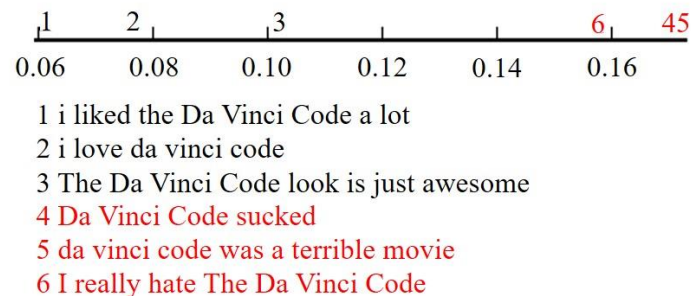 1 2 3 6 45
0.06 0.08 0.10 0.12 0.14 0.16
1 i liked the Da Vinci Code a lot
2 i love da vinci code
3 The Da Vinci Code look is just awesome
4 Da Vinci Code sucked
5 da vinci code was a terrible movie
6 I really hate The Da Vinci Code